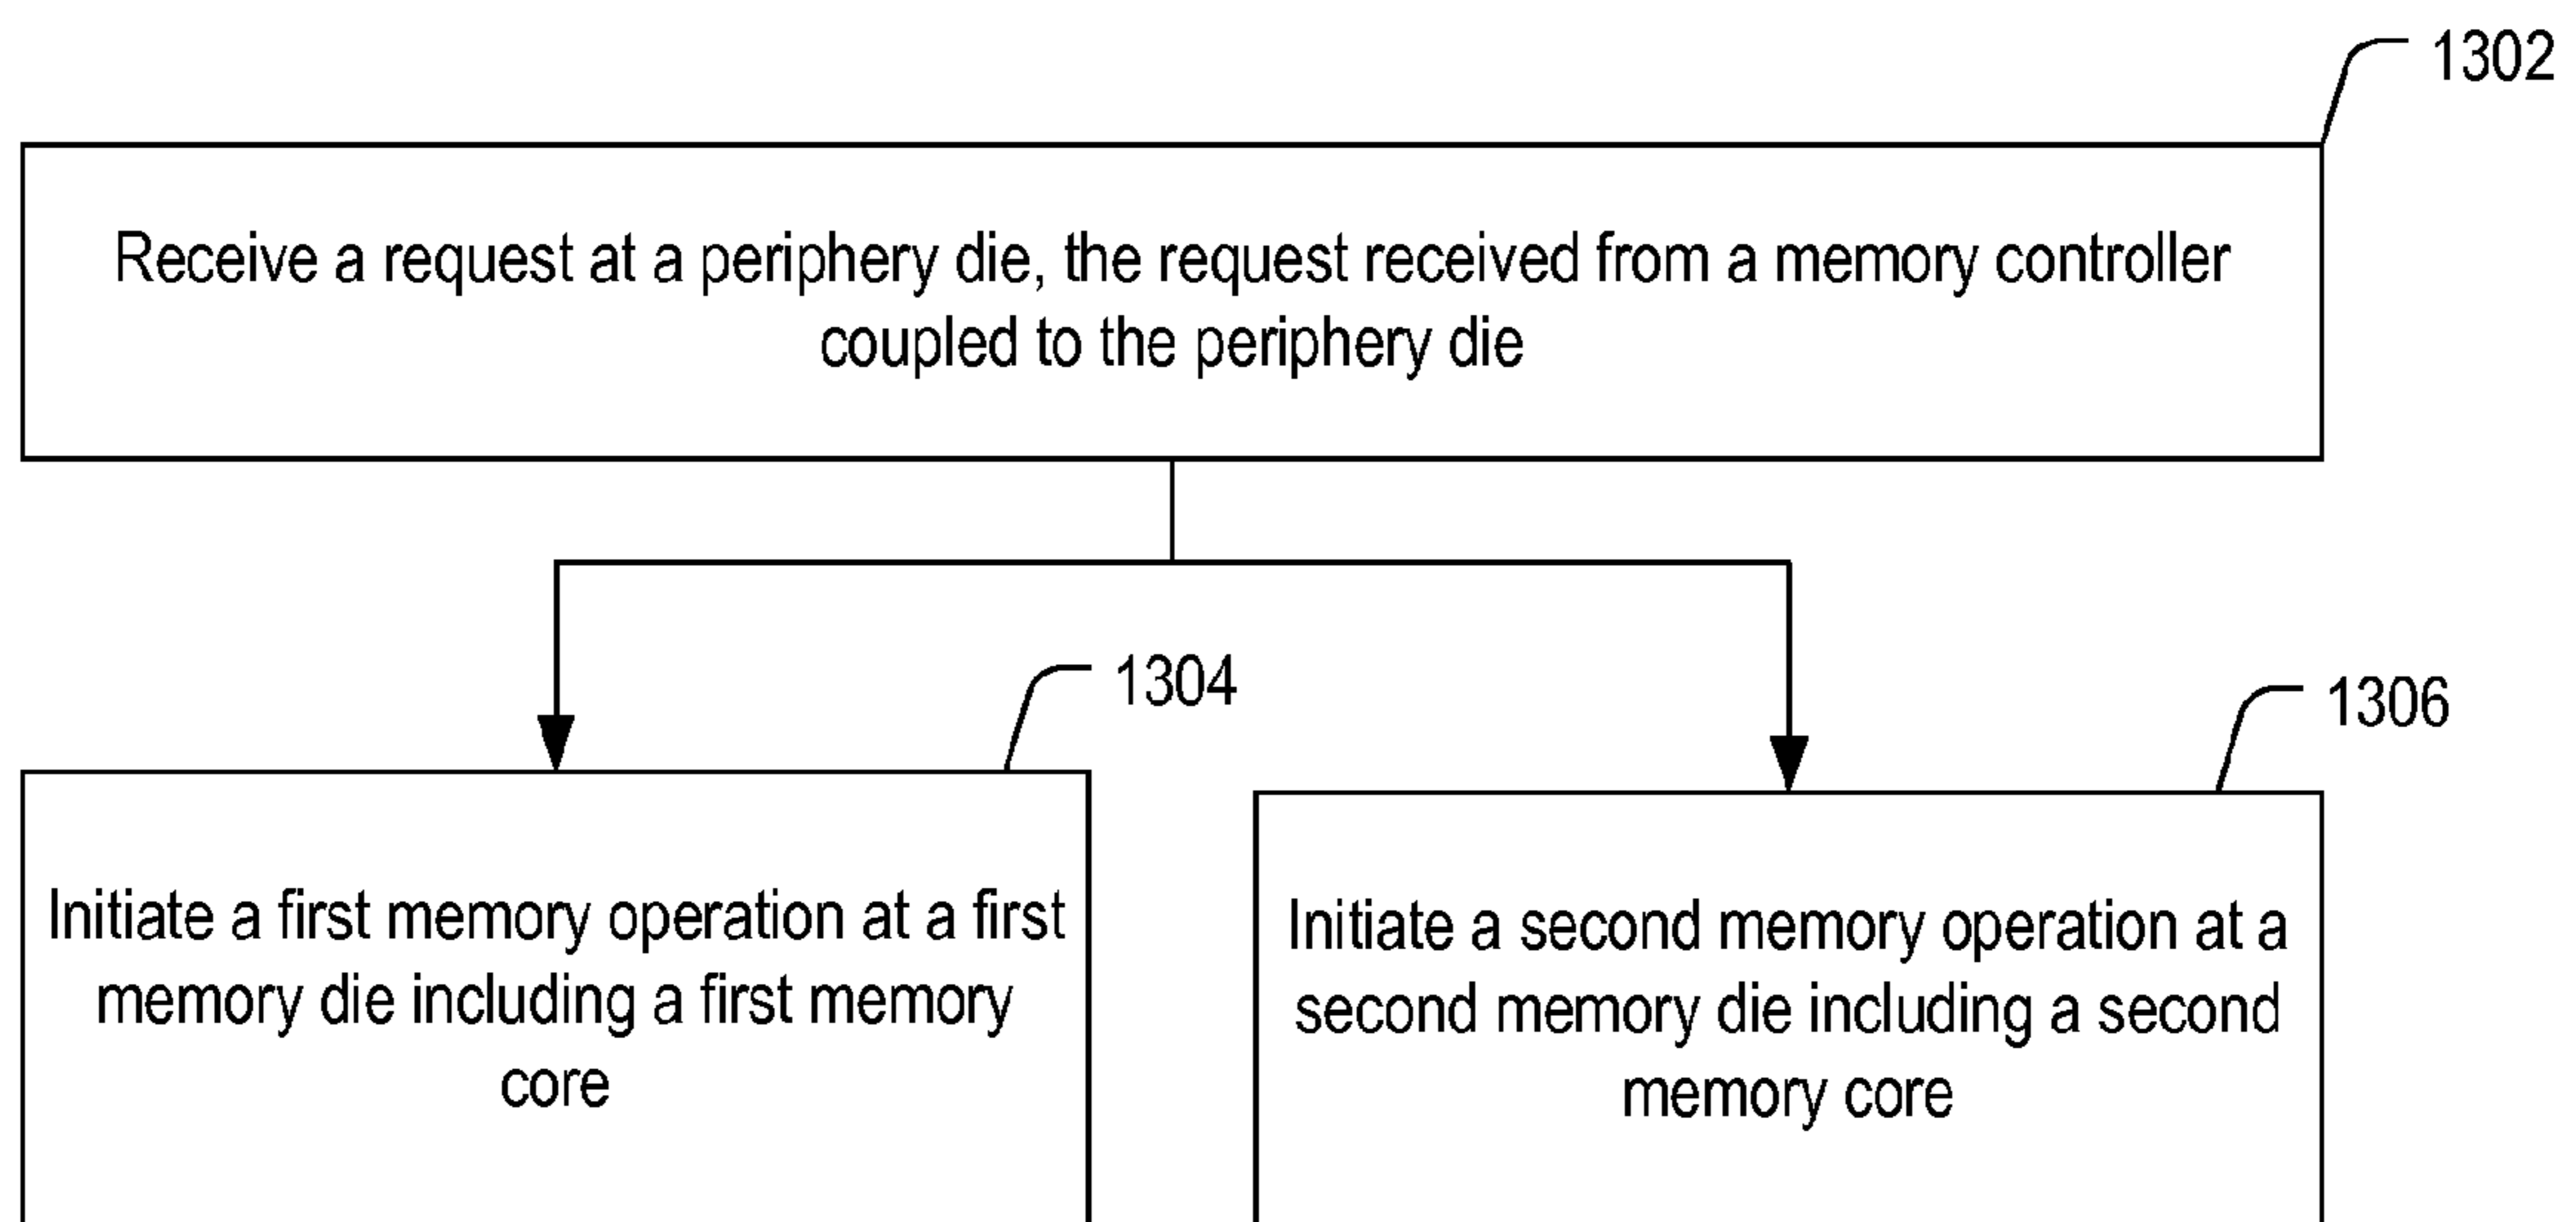 1302
Receive a request at a periphery die, the request received from a memory controller
coupled to the periphery die
1304
1306
Initiate a first memory operation at a first
memory die including a first memory
core
Initiate a second memory operation at a
second memory die including a second
memory core